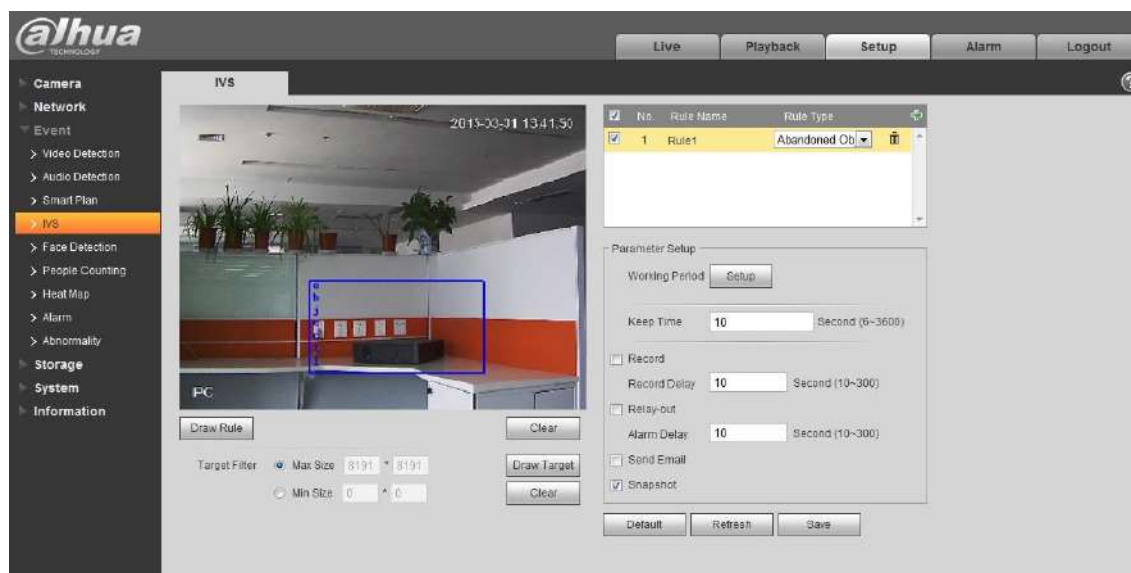 alhua
TECHNOLOGY
Live Playback Setup Alarm Logout
Camera
Network
Event
Video Detection
Audio Detection
Smart Plan
IVS
Face Detection
People Counting
Heat Map
Alarm
Abnormality
Storage
System
Information
IVS
2015-03-31 13:41:50
object1
IPC
Draw Rule Clear
Target Filter Max Size 8191 * 8191 Draw Target
Min Size 0 * 0 Clear
No. Rule Name Rule Type
1 Rule1 Abandoned Ob
Parameter Setup
Working Period Setup
Keep Time 10 Second (6~3600)
Record
Record Delay 10 Second (10~300)
Relay-out
Alarm Delay 10 Second (10~300)
Send Email
Snapshot
Default Refresh Save